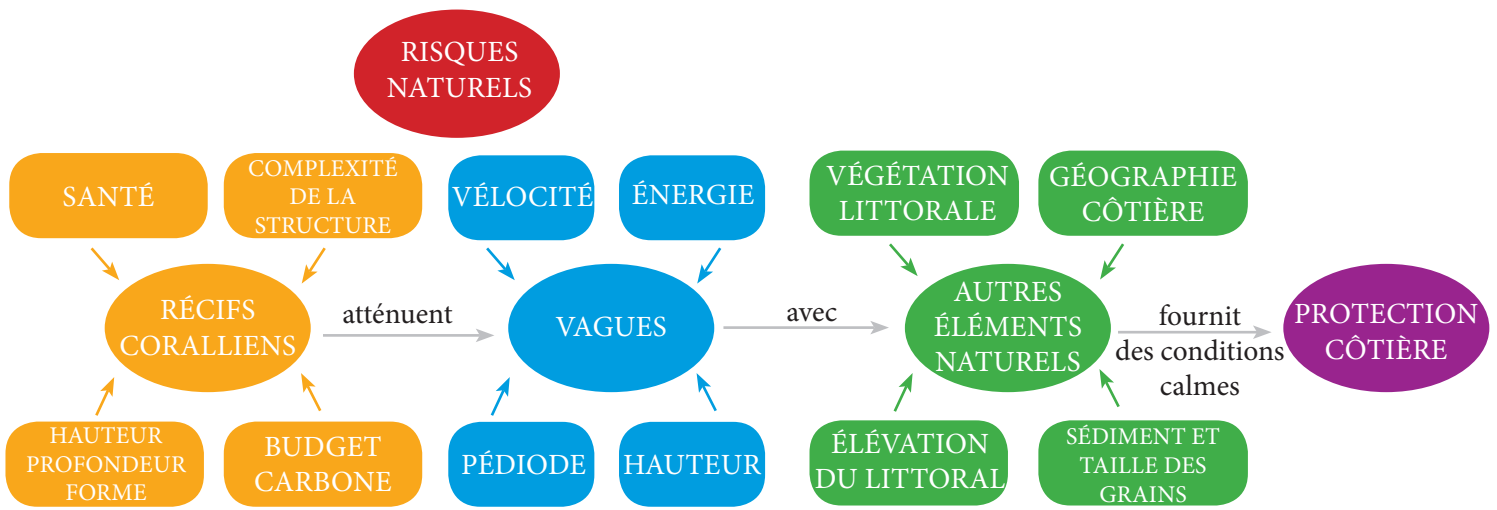 RISQUES
NATURELS
SANTÉ
COMPLEXITÉ
DE LA
STRUCTURE
VÉLOCITÉ
ÉNERGIE
VÉGÉTATION
LITTORALE
GÉOGRAPHIE
CÔTIÈRE
RÉCIFS
CORALLIENS
atténuent
VAGUES
avec
AUTRES
ÉLÉMENTS
NATURELS
fournit
des conditions
calmes
PROTECTION
CÔTIÈRE
HAUTEUR
PROFONDEUR
FORME
BUDGET
CARBONE
PÉDIODE
HAUTEUR
ÉLÉVATION
DU LITTORAL
SÉDIMENT ET
TAILLE DES
GRAINS